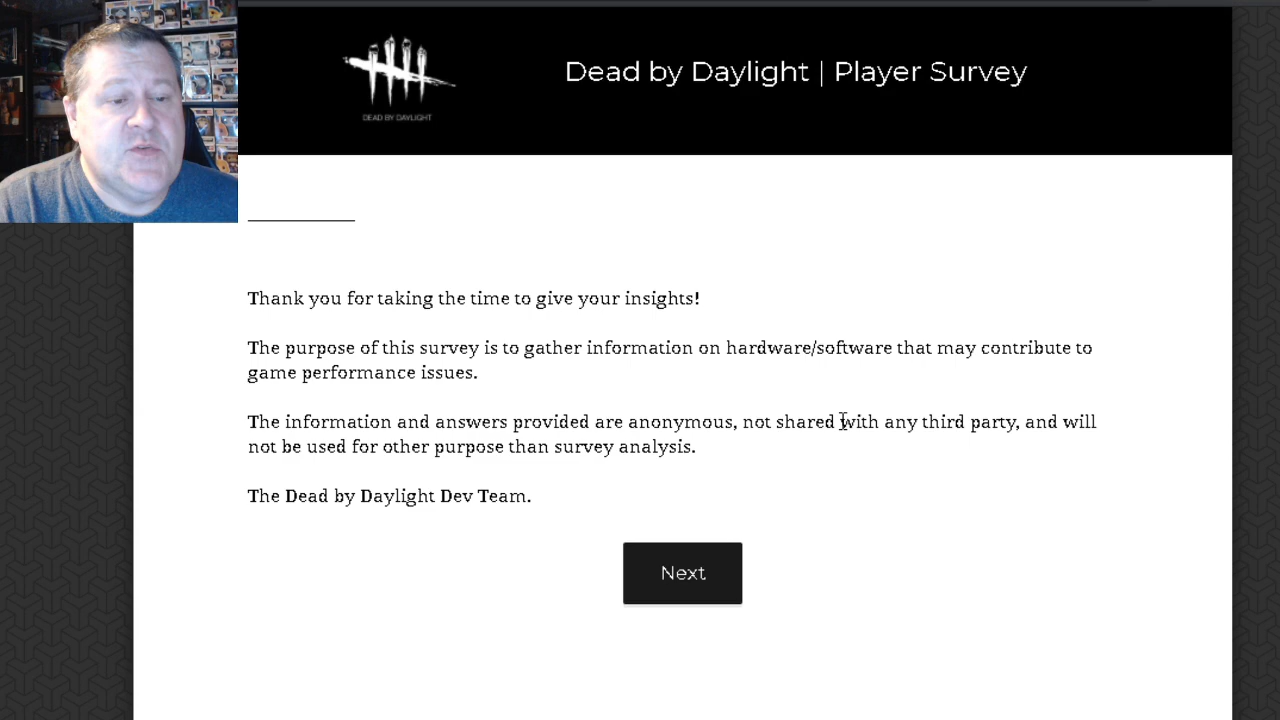 DEAD BY DAYLIGHT
Dead by Daylight | Player Survey
Thank you for taking the time to give your insights!
The purpose of this survey is to gather information on hardware/software that may contribute to
game performance issues.
The information and answers provided are anonymous, not shared with any third party, and will
not be used for other purpose than survey analysis.
The Dead by Daylight Dev Team.
Next